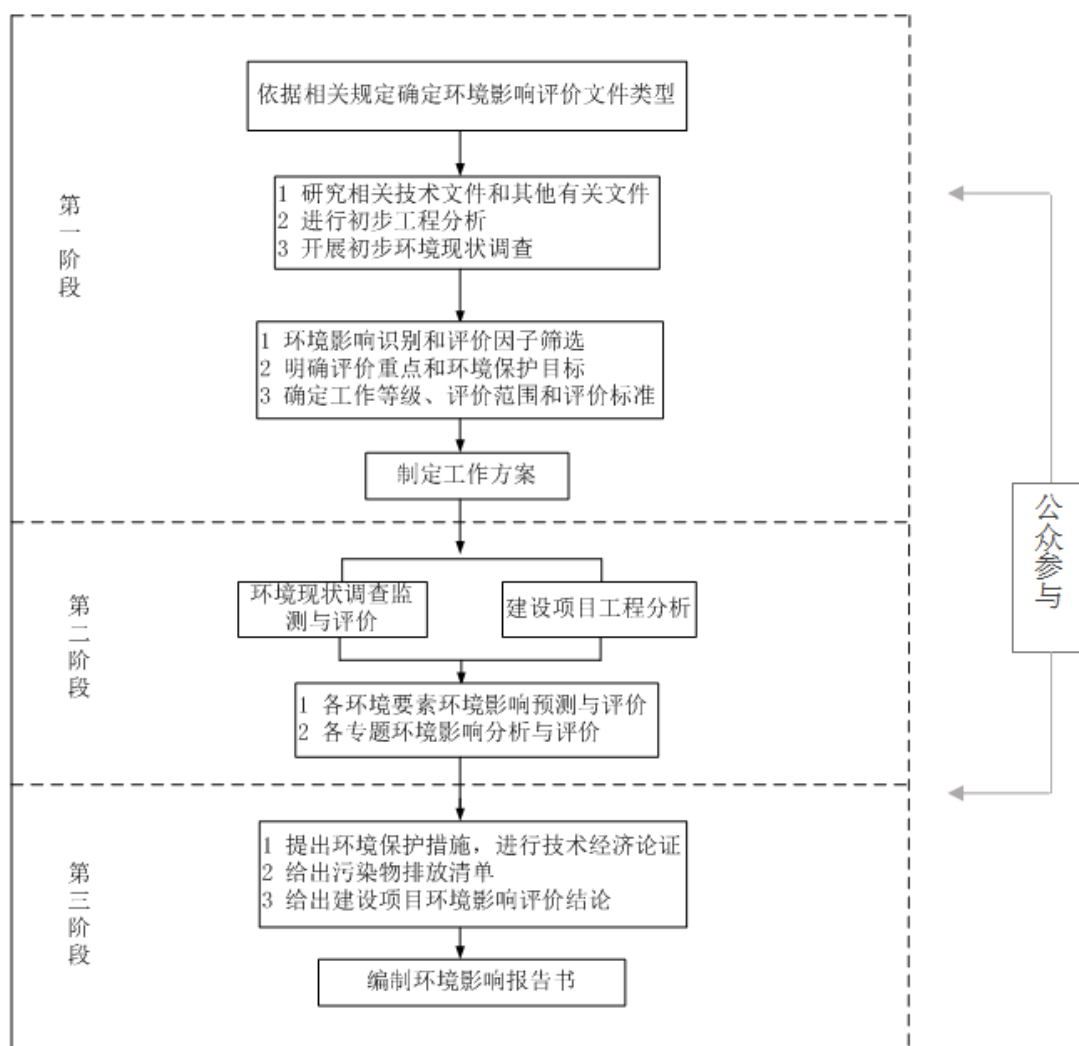 依据相关规定确定环境影响评价文件类型
第一阶段
1 研究相关技术文件和其他有关文件
2 进行初步工程分析
3 开展初步环境现状调查
1 环境影响识别和评价因子筛选
2 明确评价重点和环境保护目标
3 确定工作等级、评价范围和评价标准
制定工作方案
公众参与
第二阶段
环境现状调查监
测与评价
建设项目工程分析
1 各环境要素环境影响预测与评价
2 各专题环境影响分析与评价
第三阶段
1 提出环境保护措施，进行技术经济论证
2 给出污染物排放清单
3 给出建设项目环境影响评价结论
编制环境影响报告书